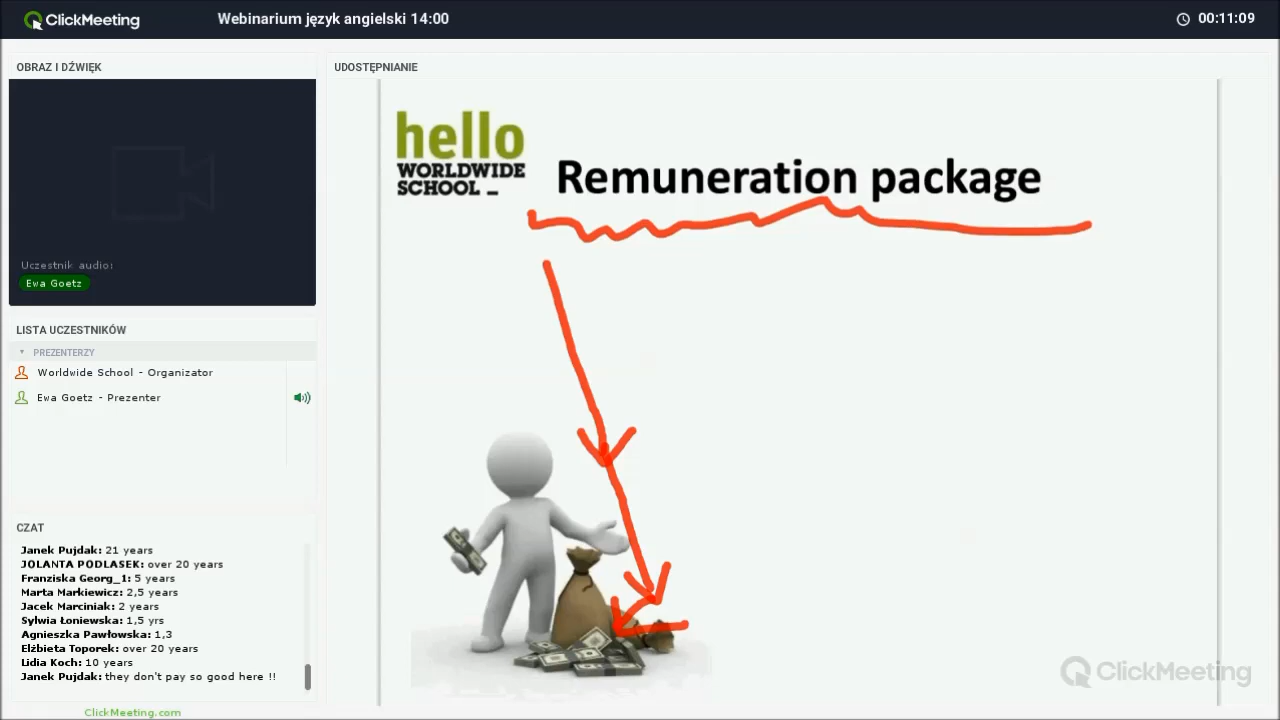 ClickMeeting
Webinarium język angielski 14:00
00:11:09
OBRAZ I DŹWIĘK
Uczestnik audio:
Ewa Goetz
LISTA UCZESTNIKÓW
PREZENTERZY
Worldwide School - Organizator
Ewa Goetz - Prezenter
CZAT
Janek Pujdak: 21 years
JOLANTA PODLASEK: over 20 years
Franziska Georg_1: 5 years
Marta Markiewicz: 2,5 years
Jacek Marciniak: 2 years
Sylwia Łoniewska: 1,5 yrs
Agnieszka Pawłowska: 1,3
Elżbieta Toporek: over 20 years
Lidia Koch: 10 years
Janek Pujdak: they don't pay so good here !!
ClickMeeting.com
UDOSTĘPNIANIE
hello
WORLDWIDE
SCHOOL _
Remuneration package
ClickMeeting